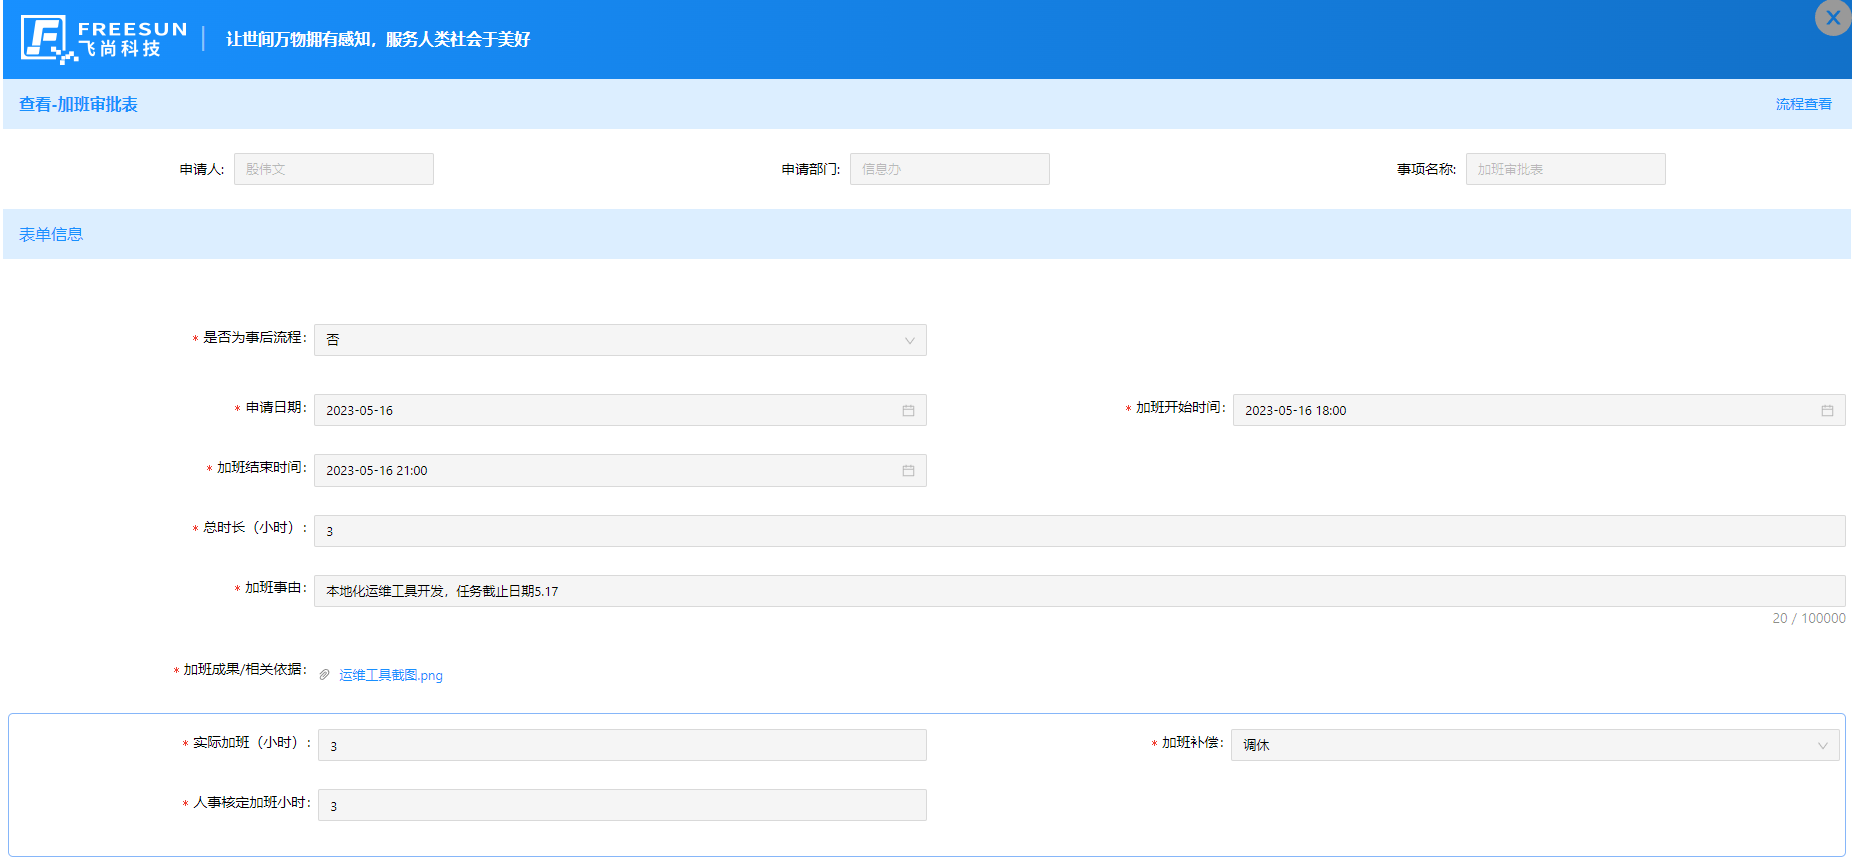 FREESUN
飞尚科技
让世间万物拥有感知，服务人类社会于美好
查看-加班审批表
流程查看
申请人:
殷伟文
申请部门:
信息办
事项名称:
加班审批表
表单信息
* 是否为事后流程:
否
* 申请日期:
2023-05-16
* 加班开始时间:
2023-05-16 18:00
* 加班结束时间:
2023-05-16 21:00
* 总时长（小时）:
3
* 加班事由:
本地化运维工具开发，任务截止日期5.17
20 / 100000
* 加班成果/相关依据:
运维工具截图.png
* 实际加班（小时）:
3
* 加班补偿:
调休
* 人事核定加班小时:
3